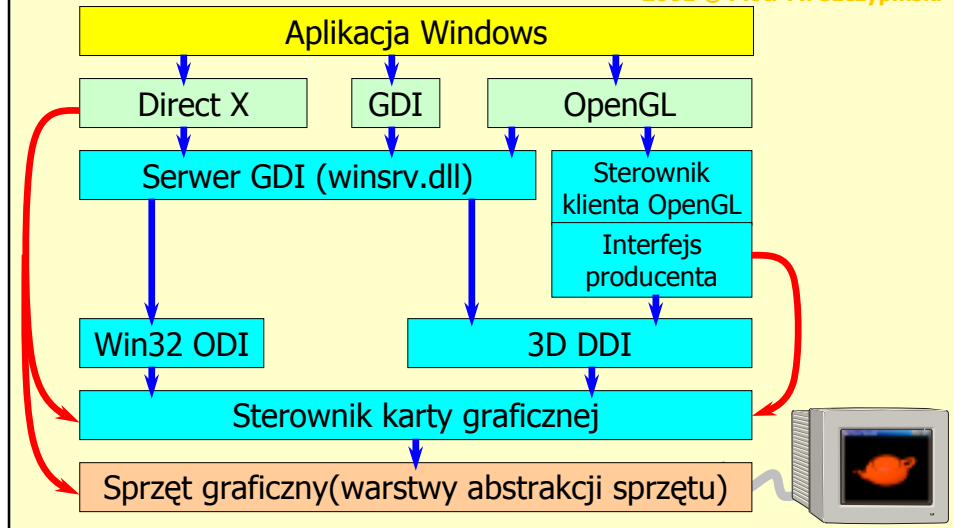 Aplikacja Windows
Direct X
GDI
OpenGL
Serwer GDI (winsrv.dll)
Sterownik
klienta OpenGL
Interfejs
producenta
Win32 ODI
3D DDI
Sterownik karty graficznej
Sprzęt graficzny(warstwy abstrakcji sprzętu)